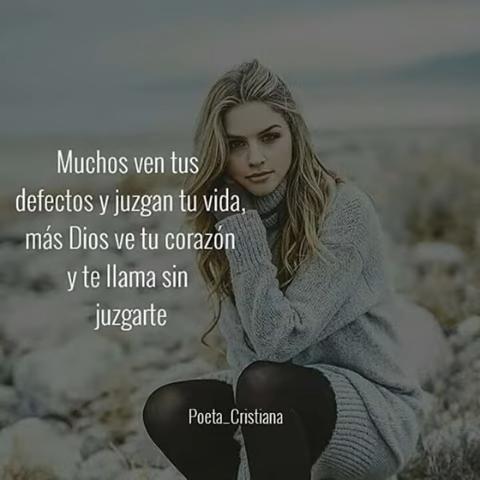 Muchos ven tus
defectos y juzgan tu vida,
más Dios ve tu corazón
y te llama sin
juzgarte
Poeta_Cristiana